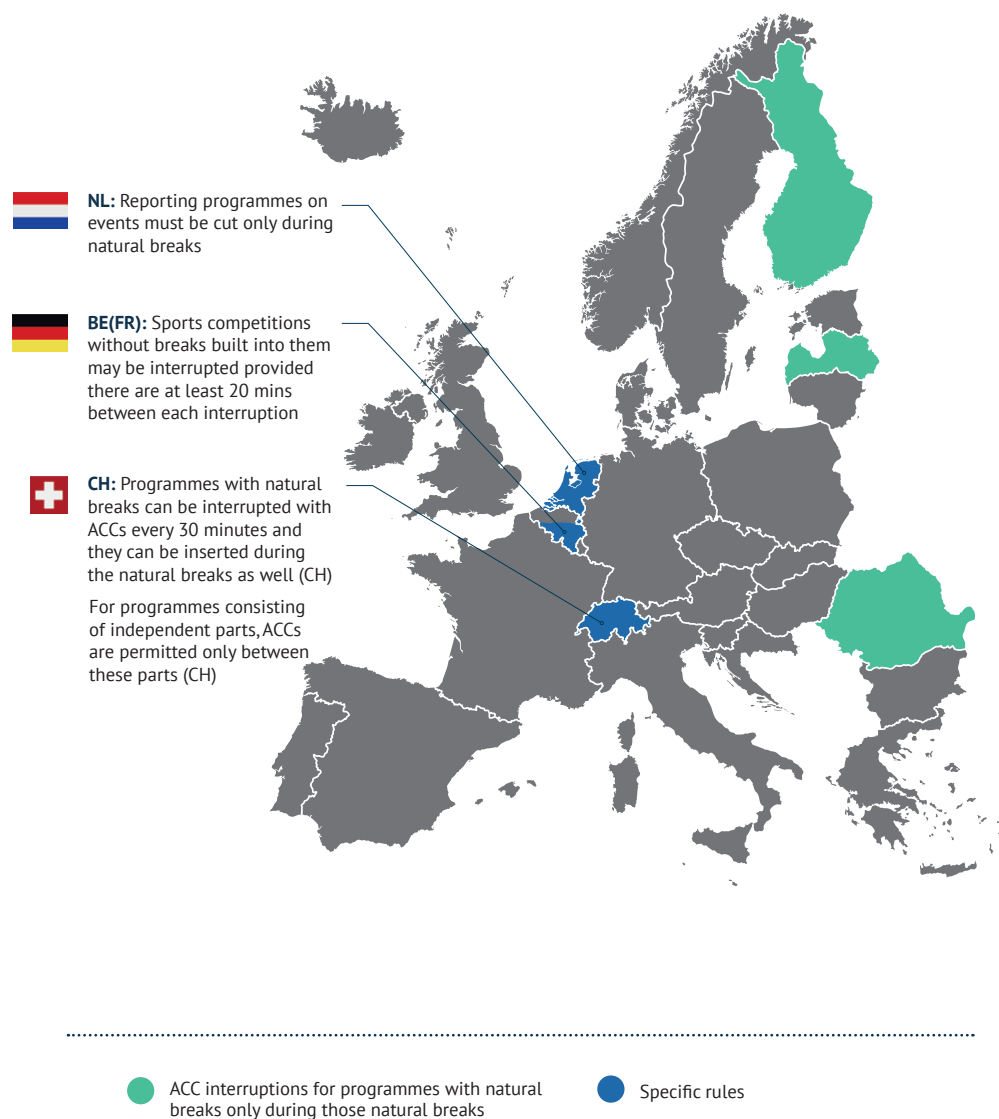 NL: Reporting programmes on
events must be cut only during
natural breaks
BE(FR): Sports competitions
without breaks built into them
may be interrupted provided
there are at least 20 mins
between each interruption
CH: Programmes with natural
breaks can be interrupted with
ACCs every 30 minutes and
they can be inserted during
the natural breaks as well (CH)
For programmes consisting
of independent parts, ACCs
are permitted only between
these parts (CH)
ACC interruptions for programmes with natural
breaks only during those natural breaks
Specific rules